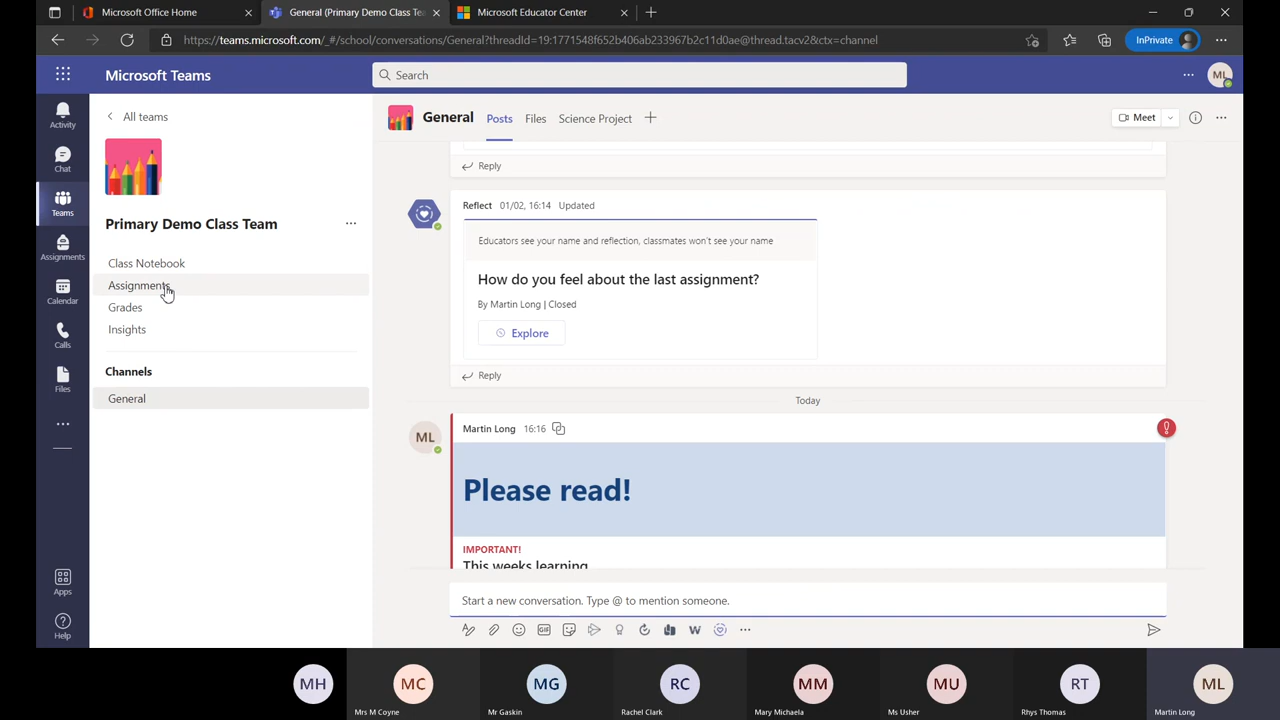 Microsoft Office Home
General (Primary Demo Class Te
Microsoft Educator Center
https://teams.microsoft.com/_#/school/conversations/General?threadId=19:1771548f652b406ab233967b2c11d0ae@thread.tacv2&ctx=channel
InPrivate
Microsoft Teams
Search
ML
Activity
Chat
Teams
Assignments
Calendar
Calls
Files
Apps
Help
All teams
Primary Demo Class Team
Class Notebook
Assignments
Grades
Insights
Channels
General
General
Posts
Files
Science Project
Meet
Reply
Reflect 01/02, 16:14 Updated
Educators see your name and reflection, classmates won't see your name
How do you feel about the last assignment?
By Martin Long | Closed
Explore
Reply
Today
ML
Martin Long 16:16
Please read!
IMPORTANT!
This weeks learning
Start a new conversation. Type @ to mention someone.
GIF
MH
MC
MG
RC
MM
MU
RT
ML
Mrs M Coyne
Mr Gaskin
Rachel Clark
Mary Michaela
Ms Usher
Rhys Thomas
Martin Long